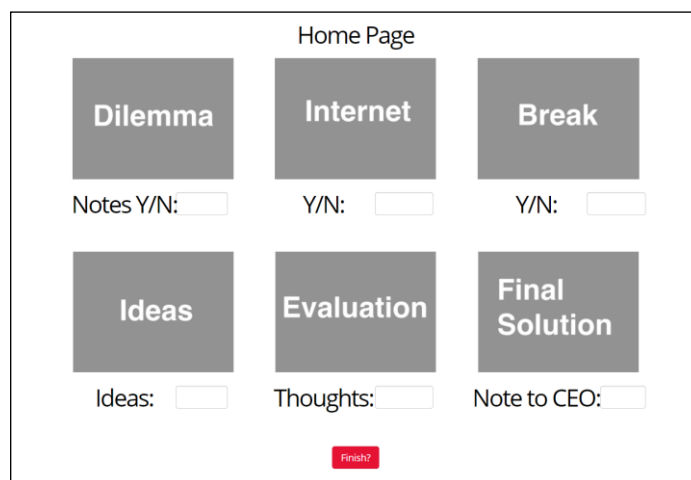 Home Page
Dilemma
Internet
Break
Notes Y/N:
Y/N:
Y/N:
Ideas
Evaluation
Final
Solution
Ideas:
Thoughts:
Note to CEO:
Finish?